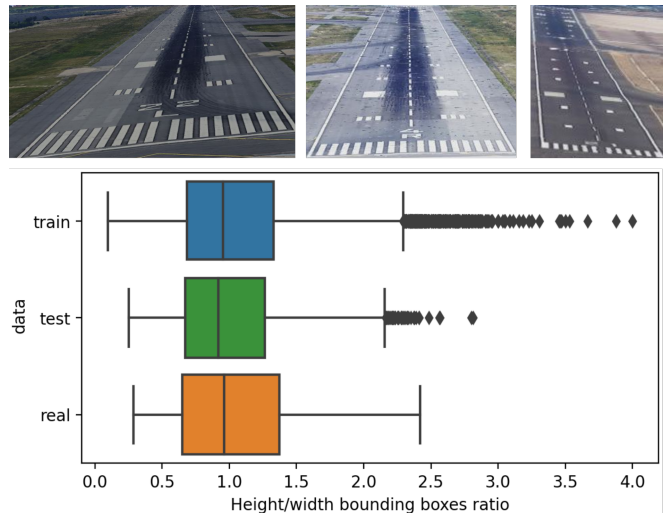 train
test
real
data
0.0 0.5 1.0 1.5 2.0 2.5 3.0 3.5 4.0
Height/width bounding boxes ratio